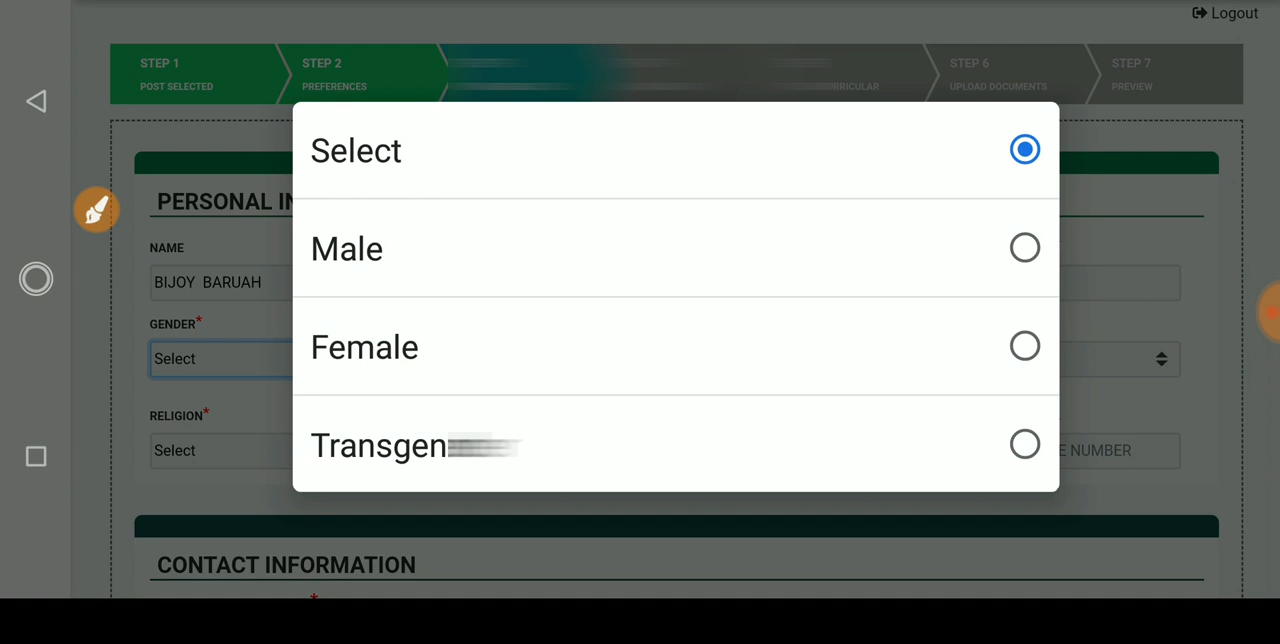 Logout
STEP 1
STEP 2
STEP 6
STEP 7
POST SELECTED
PREFERENCES
UPLOAD DOCUMENTS
PREVIEW
Select
Male
Female
PERSONAL
NAME
BIJOY BARUAH
GENDER*
Select
RELIGION*
Select
NUMBER
CONTACT INFORMATION
*